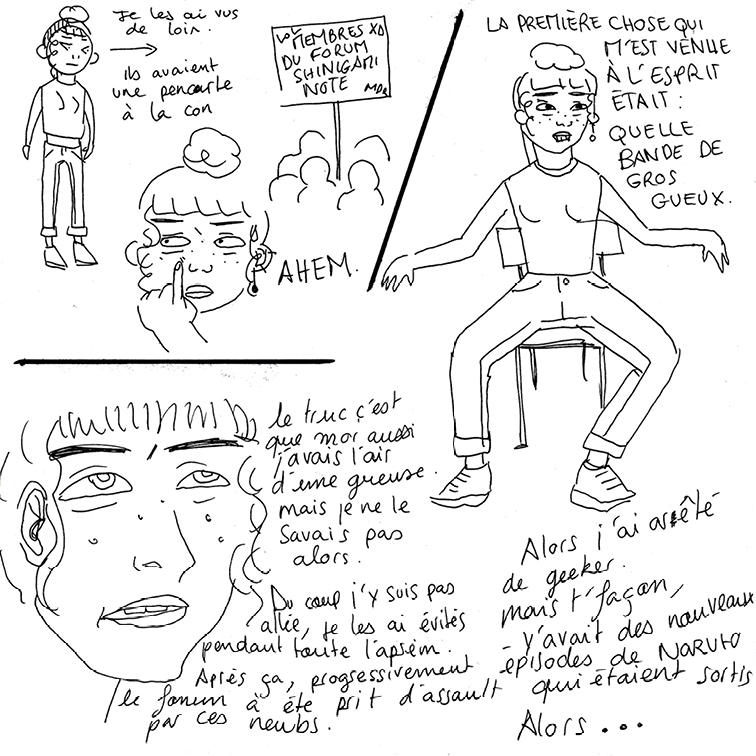 Je les ai vus
de loin.
ils avaient
une pencarte
à la con
MEMBRES XD
DU FORUM
SHINIGAMI
NOTE
AHEM.
LA PREMIÈRE CHOSE QUI
M'EST VENUE
À L'ESPRIT
ÉTAIT :
QUELLE
BANDE DE
GROS
GUEUX.
le truc c'est
que moi aussi
j'avais l'air
d'une gueuse.
mais je ne le
savais pas
alors.
Du coup j'y suis pas
allée, je les ai évités
pendant toute l'aprèm.
Après ça, progressivement
le forum à été prit d'assault
par ces newbs.
Alors j'ai arrêté
de geeker.
mais t'façon,
y'avait des nouveaux
épisodes de NARUTO
qui étaient sortis
Alors...